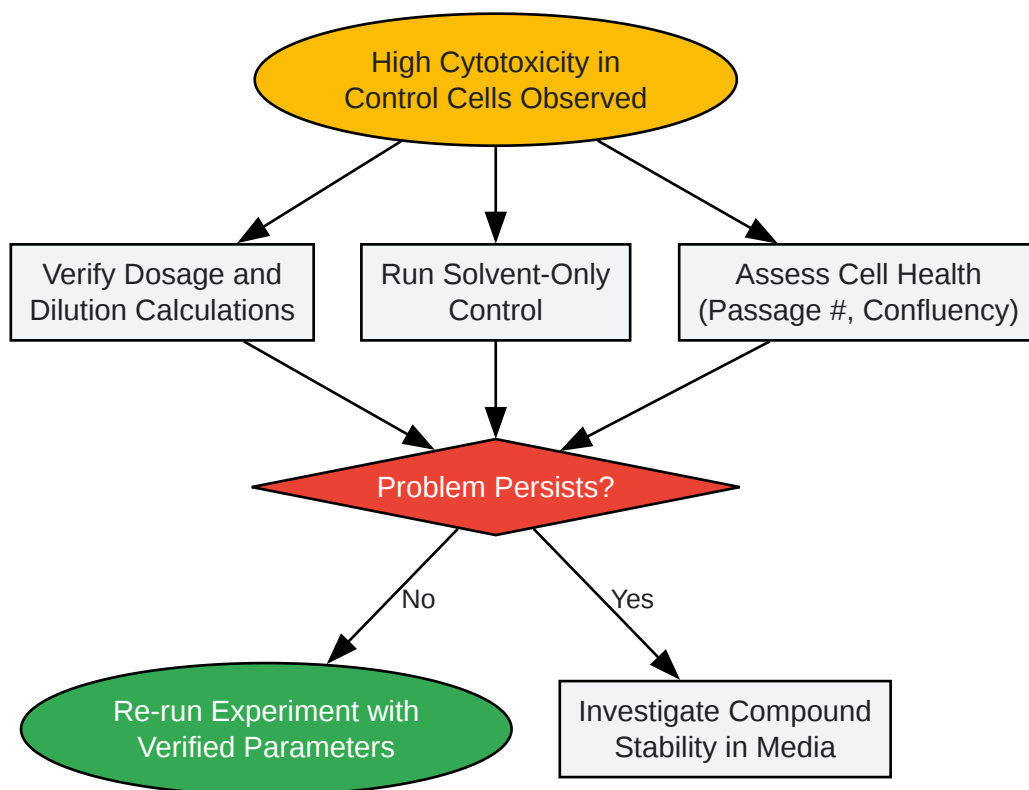 High Cytotoxicity in
Control Cells Observed
Verify Dosage and
Dilution Calculations
Run Solvent-Only
Control
Assess Cell Health
(Passage #, Confluency)
Problem Persists?
No
Yes
Re-run Experiment with
Verified Parameters
Investigate Compound
Stability in Media